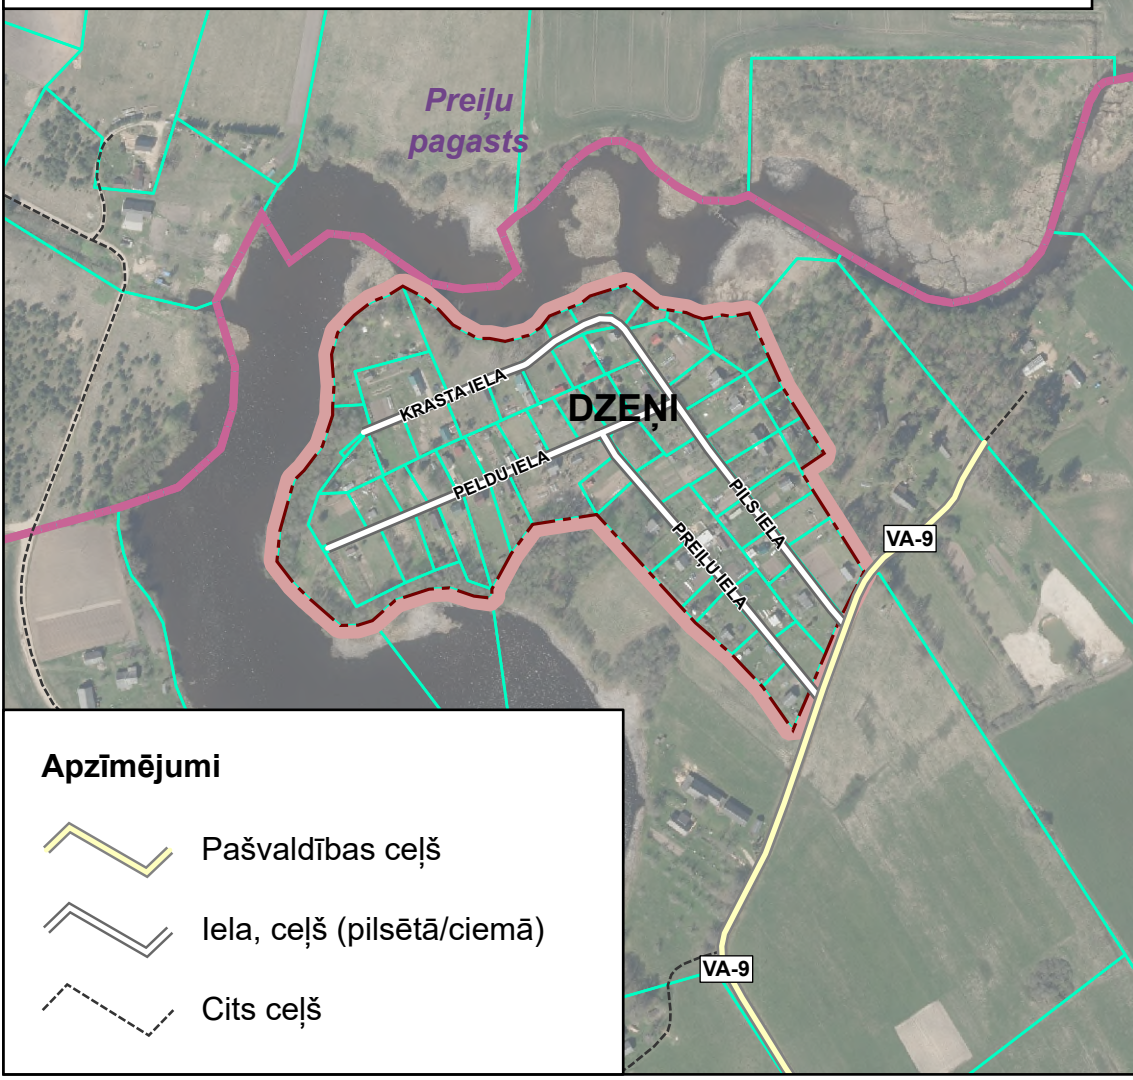 Preiļu
pagasts
KRASTA IELA
DZEŅI
PELDU IELA
PILS IELA
PREIĻU IELA
VA-9
VA-9
Apzīmējumi
Pašvaldības ceļš
Iela, ceļš (pilsētā/ciemā)
Cits ceļš